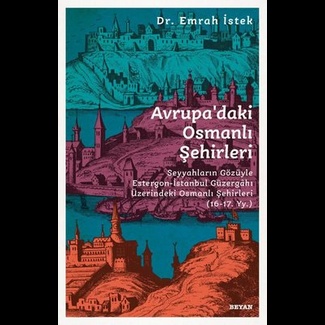 Dr. Emrah İstek
Avrupa'daki
Osmanlı
Şehirleri
Seyyahların Gözüyle
Estergon-İstanbul Güzergâhı
Üzerindeki Osmanlı Şehirleri
(16-17. Yy.)
BEYAN